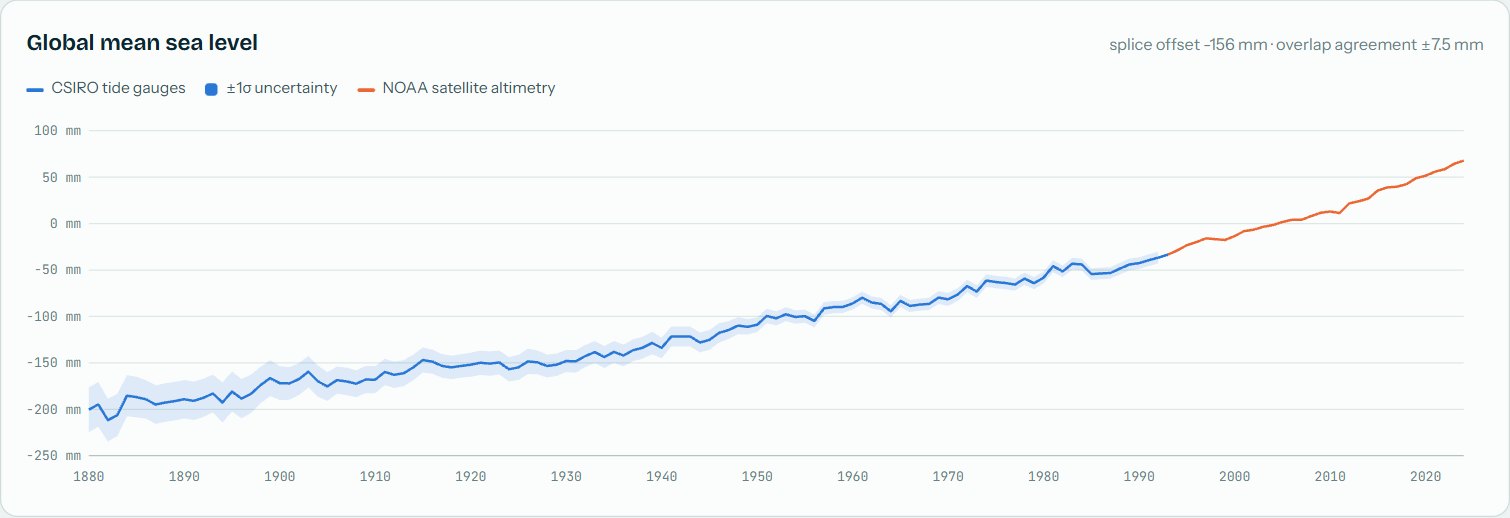 Global mean sea level
splice offset -156 mm · overlap agreement ±7.5 mm
CSIRO tide gauges ±1σ uncertainty NOAA satellite altimetry
100 mm
50 mm
0 mm
-50 mm
-100 mm
-150 mm
-200 mm
-250 mm
1880 1890 1900 1910 1920 1930 1940 1950 1960 1970 1980 1990 2000 2010 2020